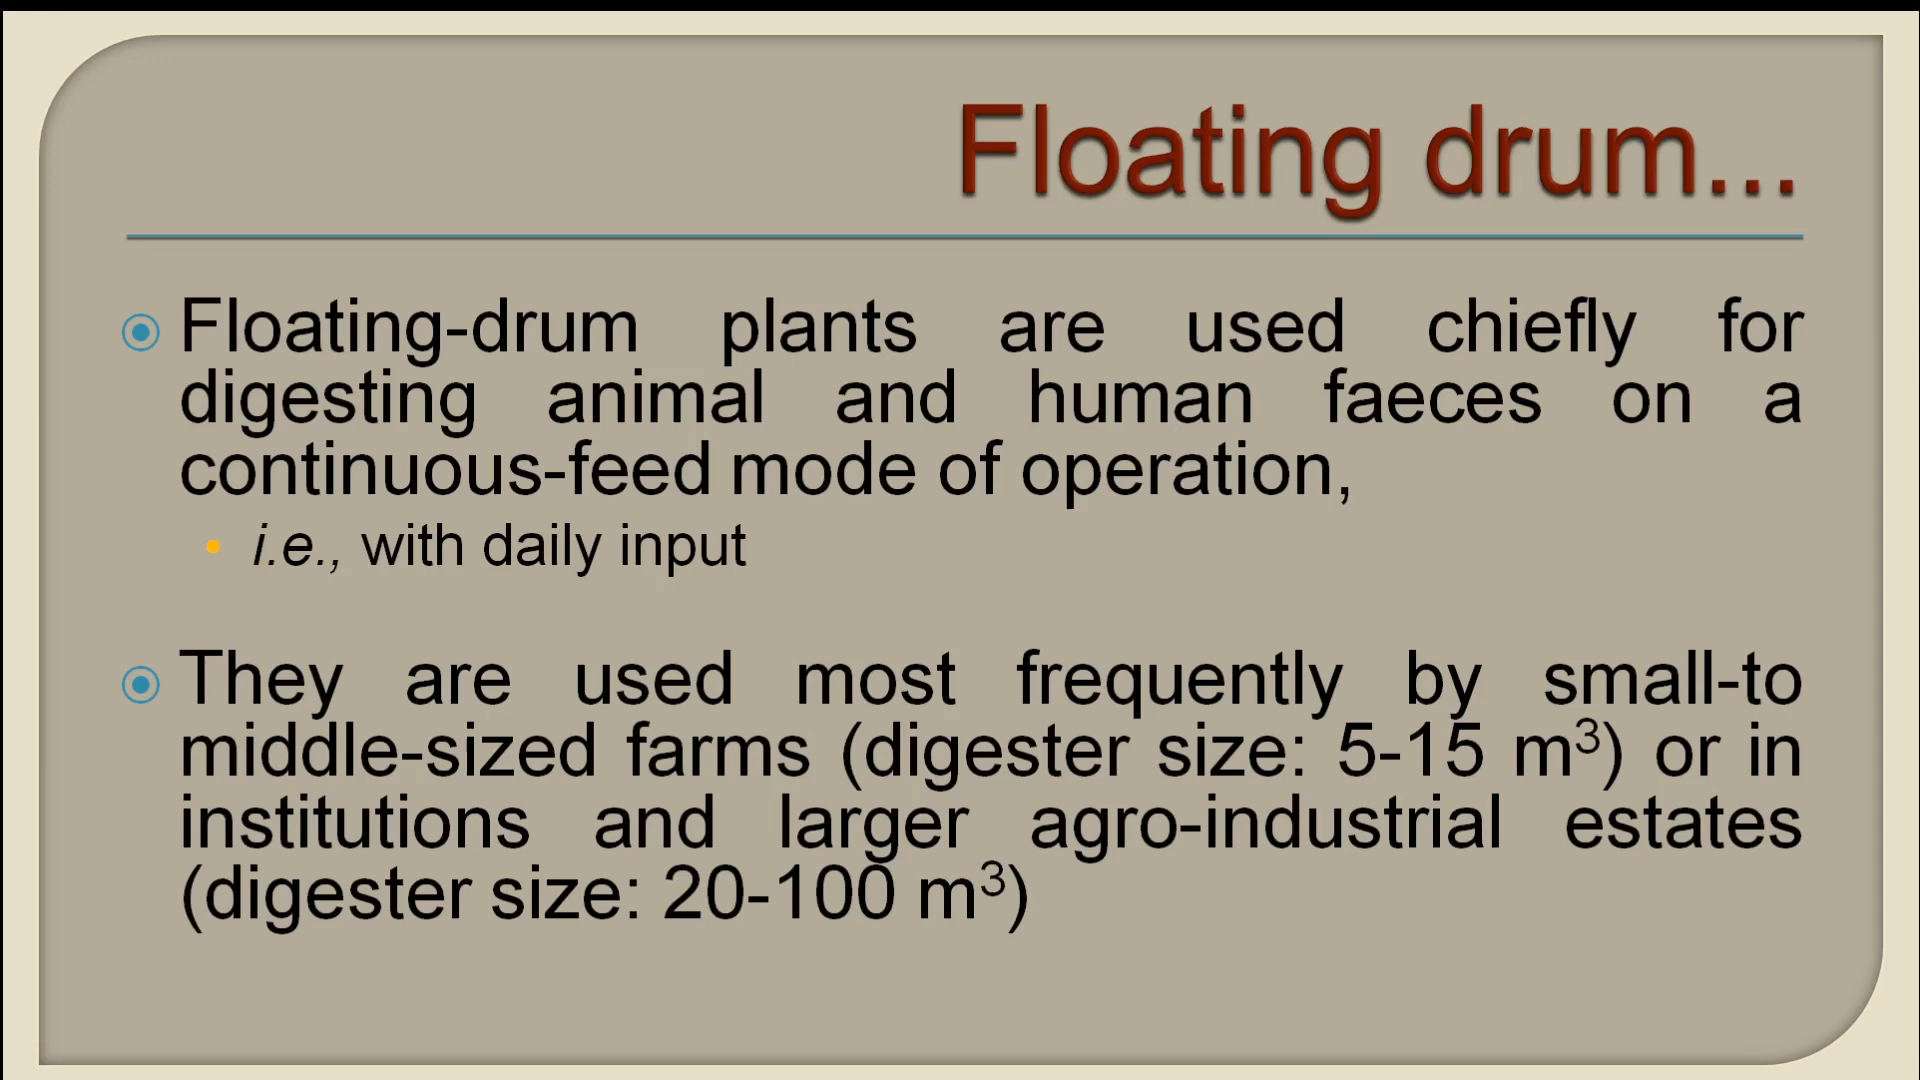 Floating drum...
Floating-drum plants are used chiefly for
digesting animal and human faeces on a
continuous-feed mode of operation,
i.e., with daily input
They are used most frequently by small-to
middle-sized farms (digester size: 5-15 m³) or in
institutions and larger agro-industrial estates
(digester size: 20-100 m³)